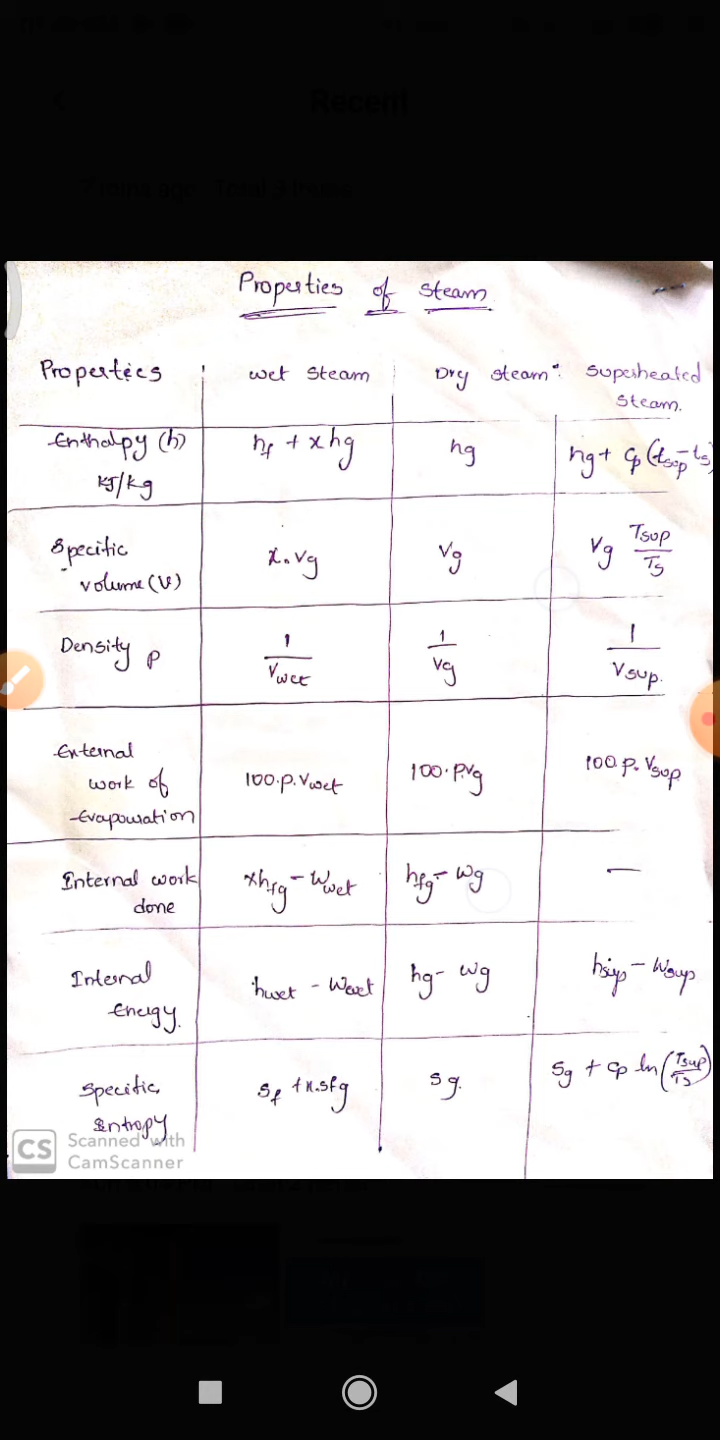 Recent
Properties of Steam
Properties wet steam Dry steam Superheated
steam.
Enthalpy (h) hf + x hg hg hg + Cp (tsup - ts)
KJ/kg
Specific x. vg vg vg Tsup/Ts
volume (v)
Density ρ 1/Vwet 1/Vg 1/Vsup.
External
work of 100.p.Vwet 100.p.vg 100 p. Vsup
Evapouration
Internal work xhfg - Wwet hfg - Wg —
done
Internal hwet - Wwet hg - Wg hsup - Wsup
Energy.
Specific sf + x.sfg sg. Sg + Cp ln (Tsup/Ts)
Entropy
CS Scanned with
CamScanner